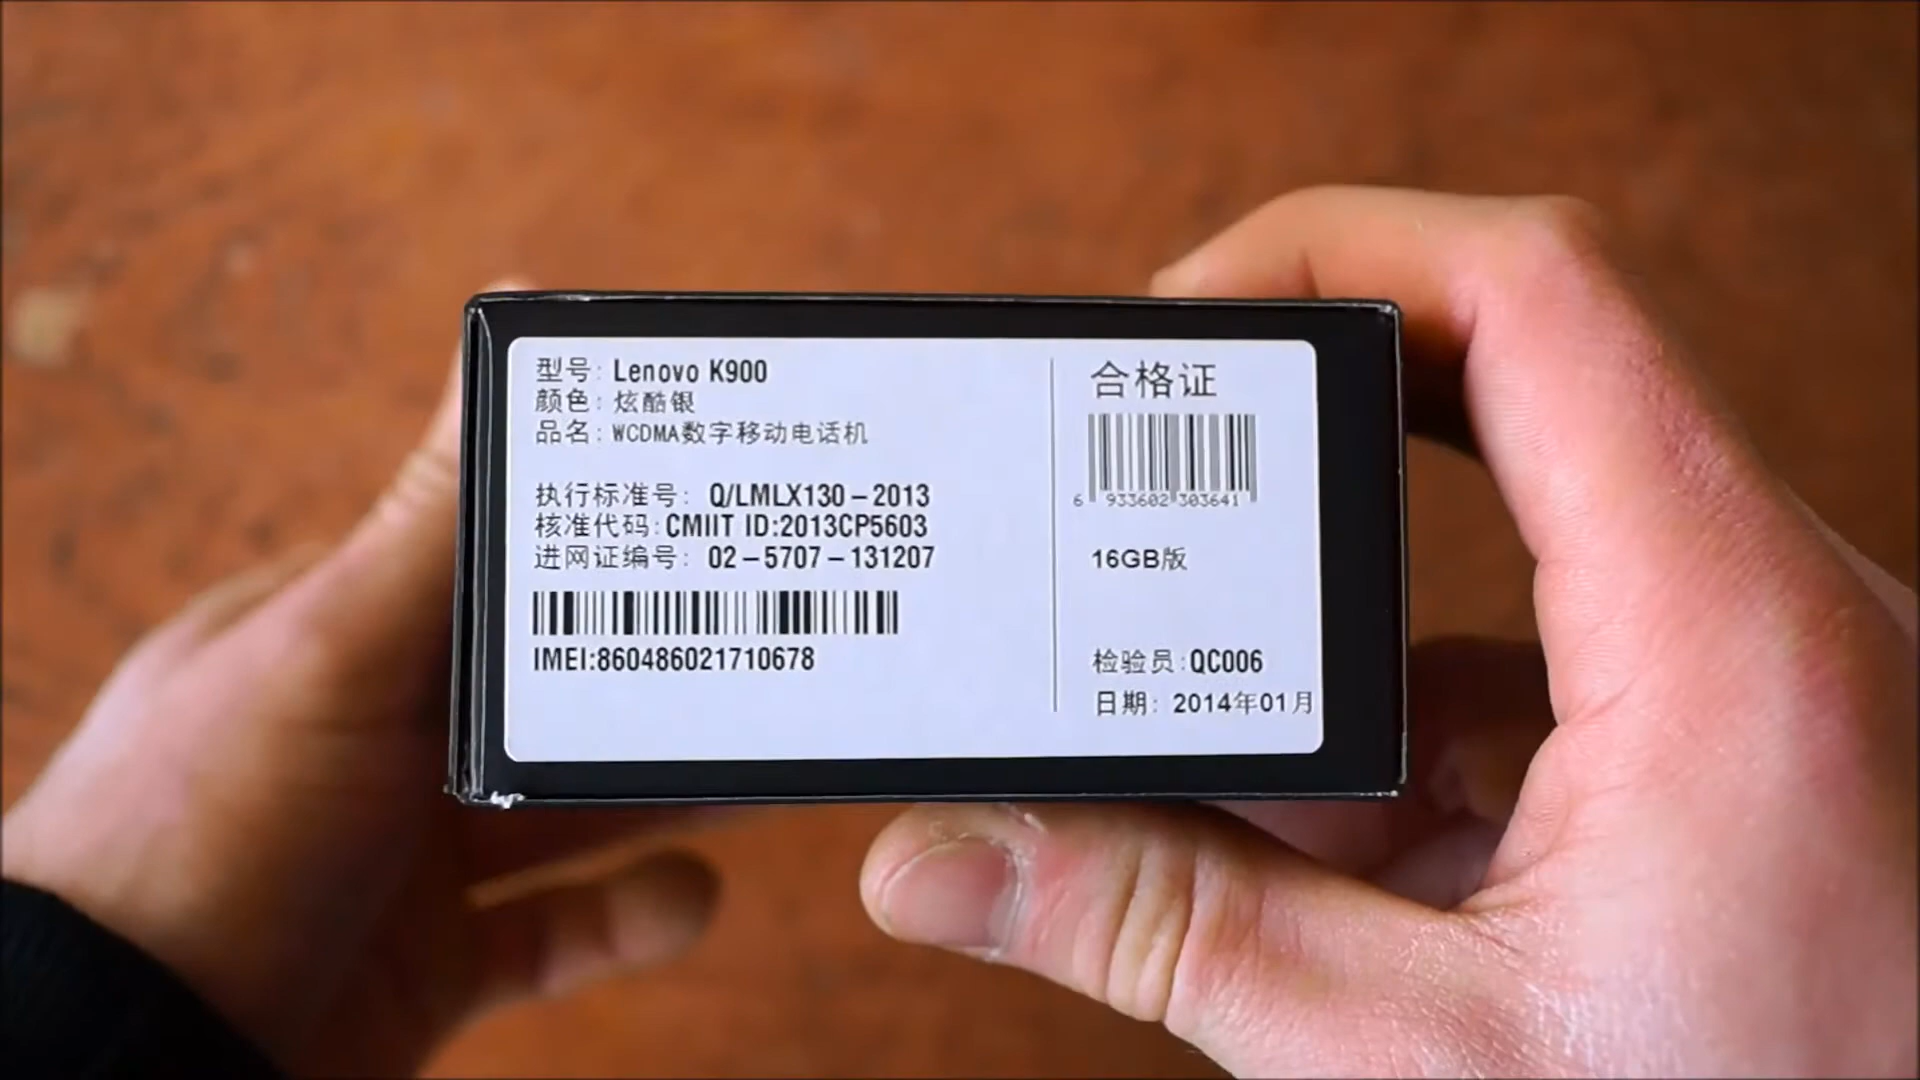 型号: Lenovo K900
颜色: 炫酷银
品名: WCDMA数字移动电话机
执行标准号: Q/LMLX130-2013
核准代码:CMIIT ID:2013CP5603
进网证编号: 02-5707-131207
IMEI:860486021710678
合格证
6 933602 303641
16GB版
检验员:QC006
日期: 2014年01月